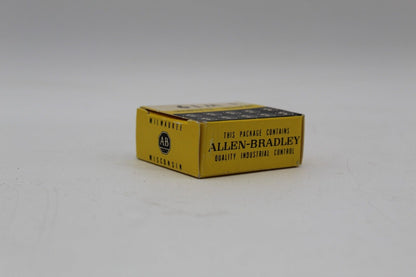 MILWAUKEE
AB
WISCONSIN
THIS PACKAGE CONTAINS
ALLEN-BRADLEY
QUALITY INDUSTRIAL CONTROL